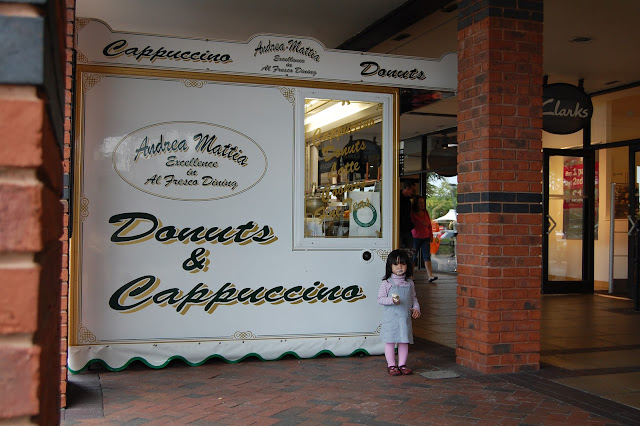 Cappuccino
Andrea Mattia
Excellence
in
Al Fresco Dining
Donuts
Andrea Mattia
Excellence
in
Al Fresco Dining
Donuts
&
Cappuccino
Donuts
Clarks